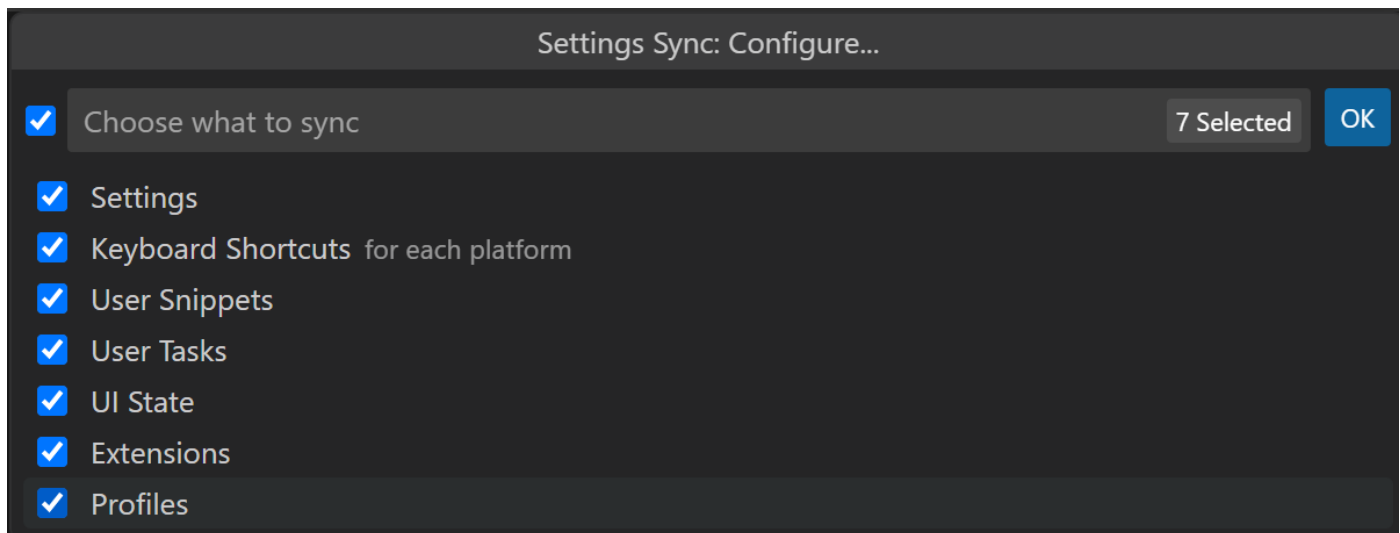 Settings Sync: Configure...
Choose what to sync 7 Selected OK
Settings
Keyboard Shortcuts for each platform
User Snippets
User Tasks
UI State
Extensions
Profiles